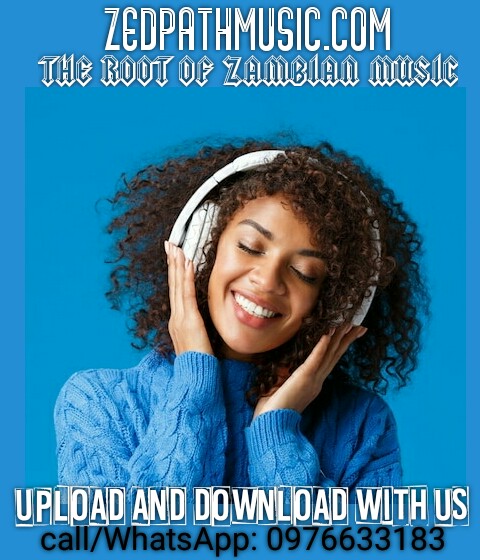 ZEDPATHMUSIC.COM
THE ROOT OF ZAMBIAN MUSIC
UPLOAD AND DOWNLOAD WITH US
call/WhatsApp: 0976633183